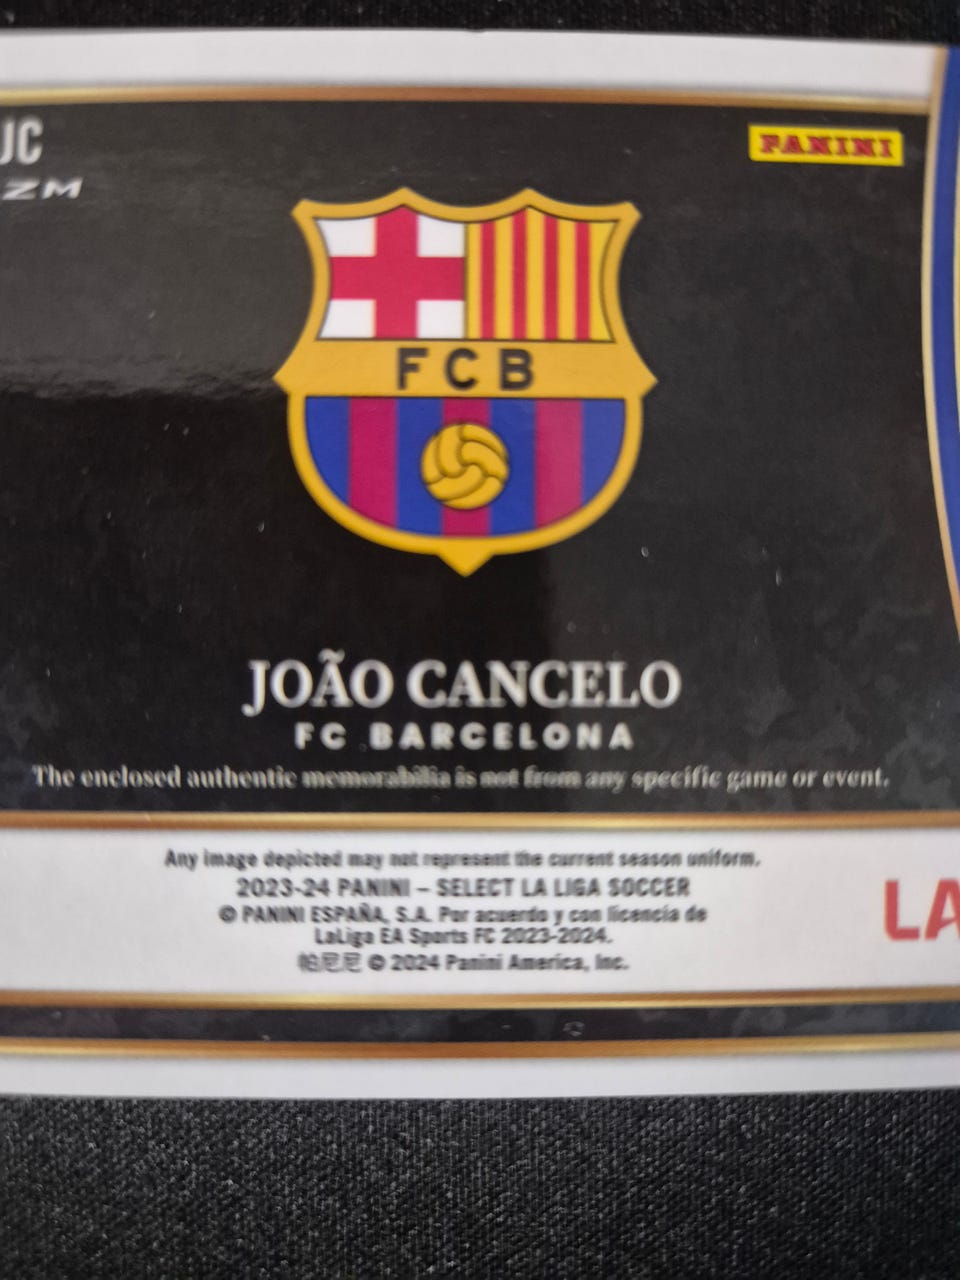 JC
PANINI
ZM
FCB
JOÃO CANCELO
FC BARCELONA
The enclosed authentic memorabilia is not from any specific game or event.
Any image depicted may not represent the current season uniform.
2023-24 PANINI – SELECT LA LIGA SOCCER
© PANINI ESPAÑA, S.A. Por acuerdo y con licencia de
LaLiga EA Sports FC 2023-2024.
帕尼尼 © 2024 Panini America, Inc.
LA